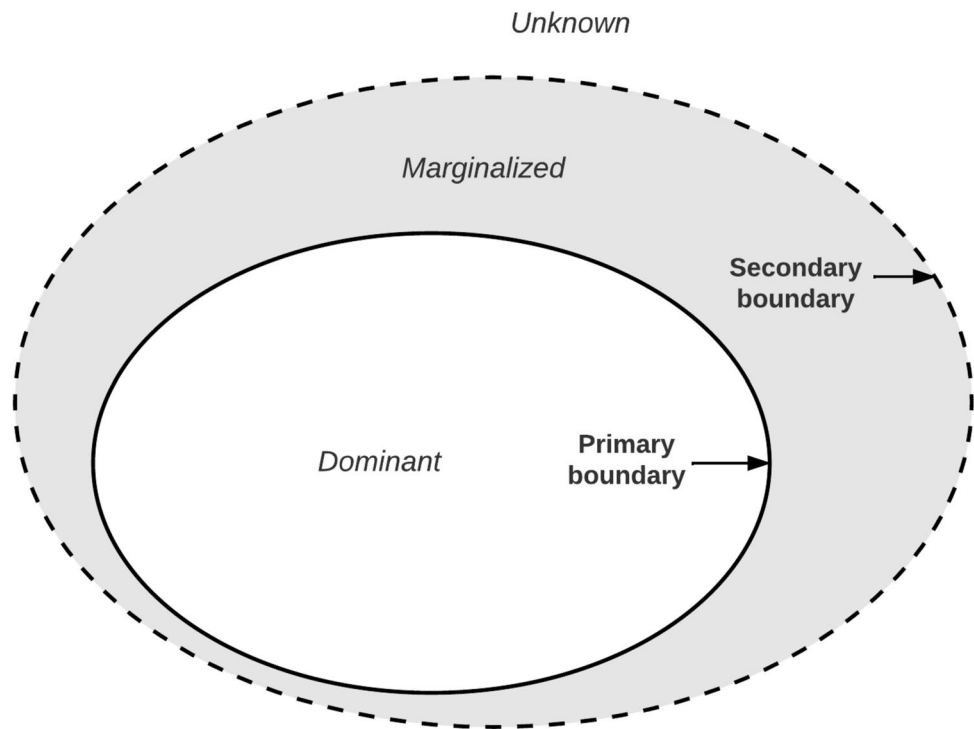 Unknown
Marginalized
Secondary
boundary
Primary
boundary
Dominant